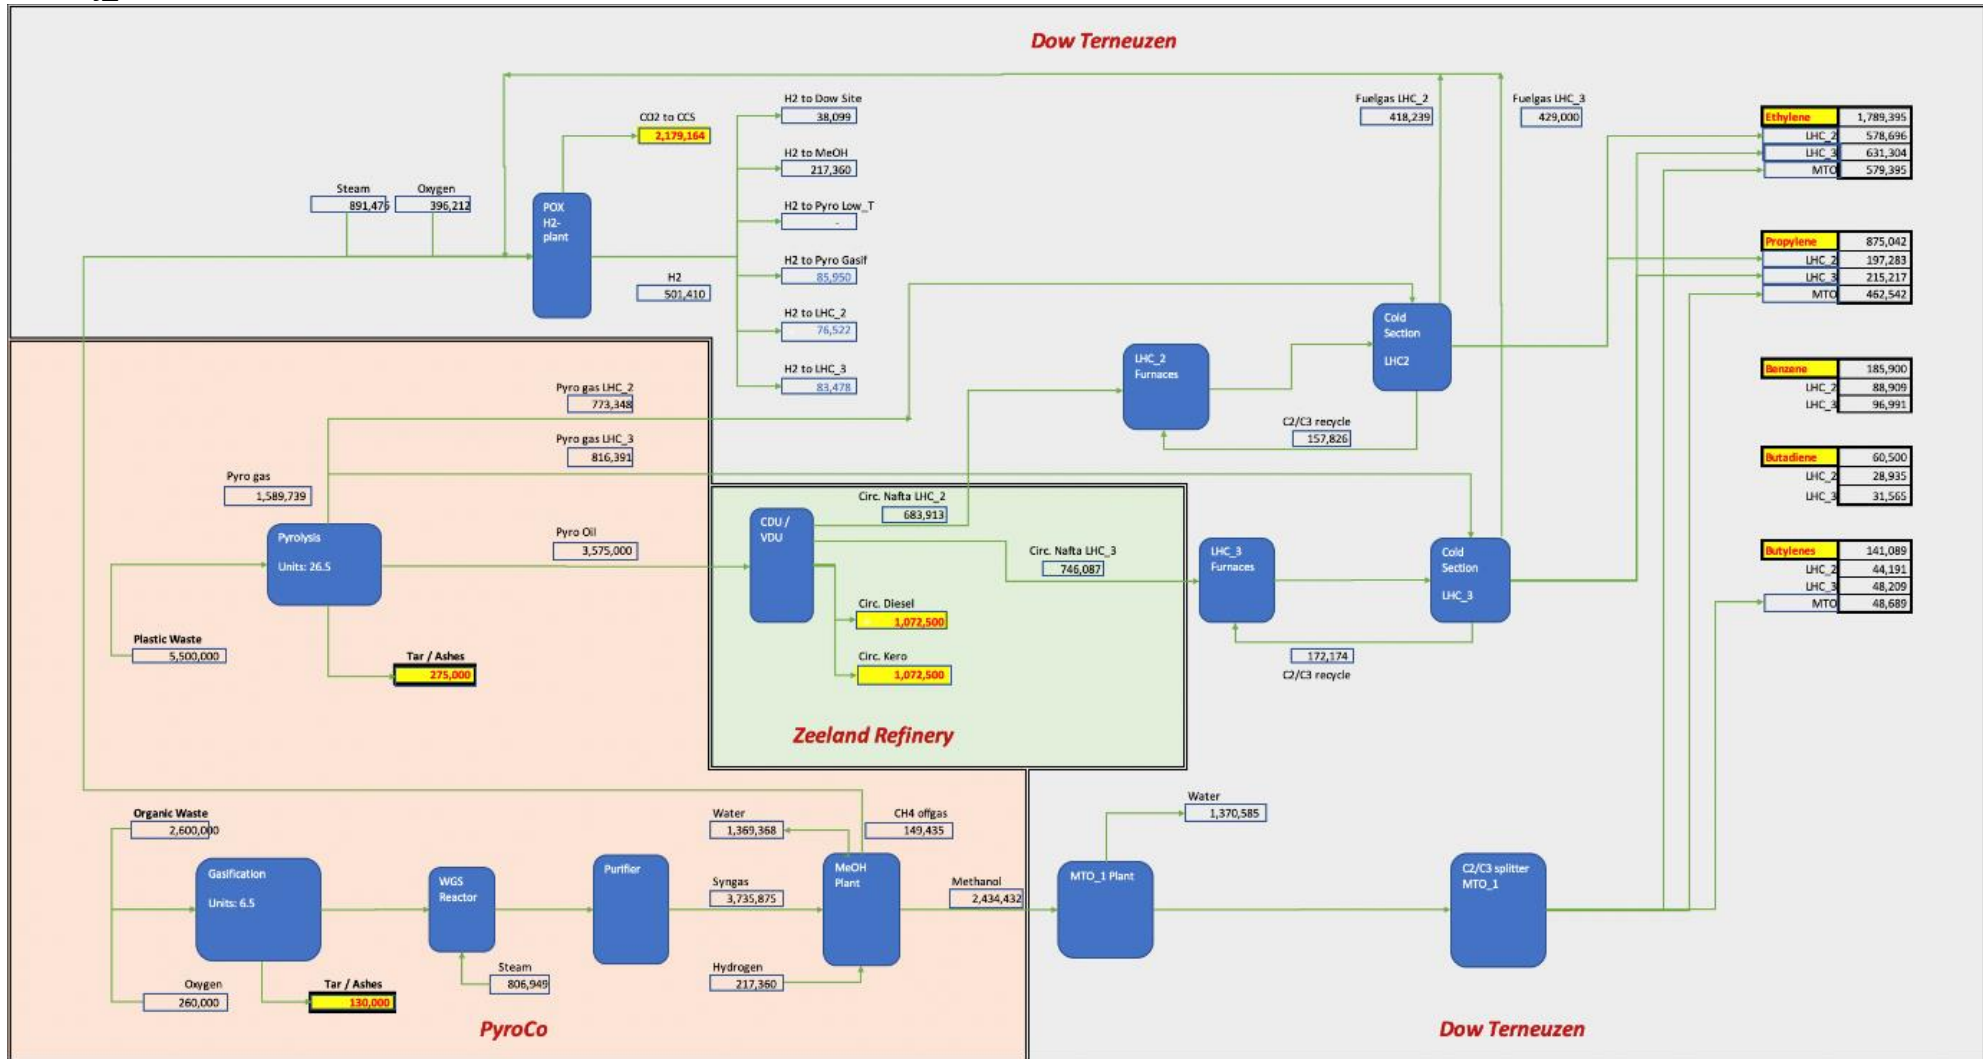 Dow Terneuzen
H2 to Dow Site
38,099
CO2 to CCS
2,179,164
H2 to MeOH
217,360
H2 to Pyro Low_T
-
H2 to Pyro Gasif
85,950
H2 to LHC_2
76,522
H2 to LHC_3
83,478
Steam
891,476
Oxygen
396,212
POX
H2-
plant
H2
501,410
Fuelgas LHC_2
418,239
Fuelgas LHC_3
429,000
Ethylene 1,789,395
LHC_2 578,696
LHC_3 631,304
MTO 579,395
Propylene 875,042
LHC_2 197,283
LHC_3 215,217
MTO 462,542
Benzene 185,900
LHC_2 88,909
LHC_3 96,991
Butadiene 60,500
LHC_2 28,935
LHC_3 31,565
Butylenes 141,089
LHC_2 44,191
LHC_3 48,209
MTO 48,689
Cold
Section
LHC2
LHC_2
Furnaces
C2/C3 recycle
157,826
Pyro gas LHC_2
773,348
Pyro gas LHC_3
816,391
Pyro gas
1,589,739
Pyrolysis
Units: 26.5
Pyro Oil
3,575,000
Plastic Waste
5,500,000
Tar / Ashes
275,000
CDU /
VDU
Circ. Nafta LHC_2
683,913
Circ. Nafta LHC_3
746,087
Circ. Diesel
1,072,500
Circ. Kero
1,072,500
Zeeland Refinery
LHC_3
Furnaces
Cold
Section
LHC_3
172,174
C2/C3 recycle
Organic Waste
2,600,000
Gasification
Units: 6.5
Oxygen
260,000
Tar / Ashes
130,000
WGS
Reactor
Steam
806,949
Purifier
Syngas
3,735,875
Water
1,369,368
CH4 offgas
149,435
MeOH
Plant
Hydrogen
217,360
Methanol
2,434,432
PyroCo
Water
1,370,585
MTO_1 Plant
C2/C3 splitter
MTO_1
Dow Terneuzen